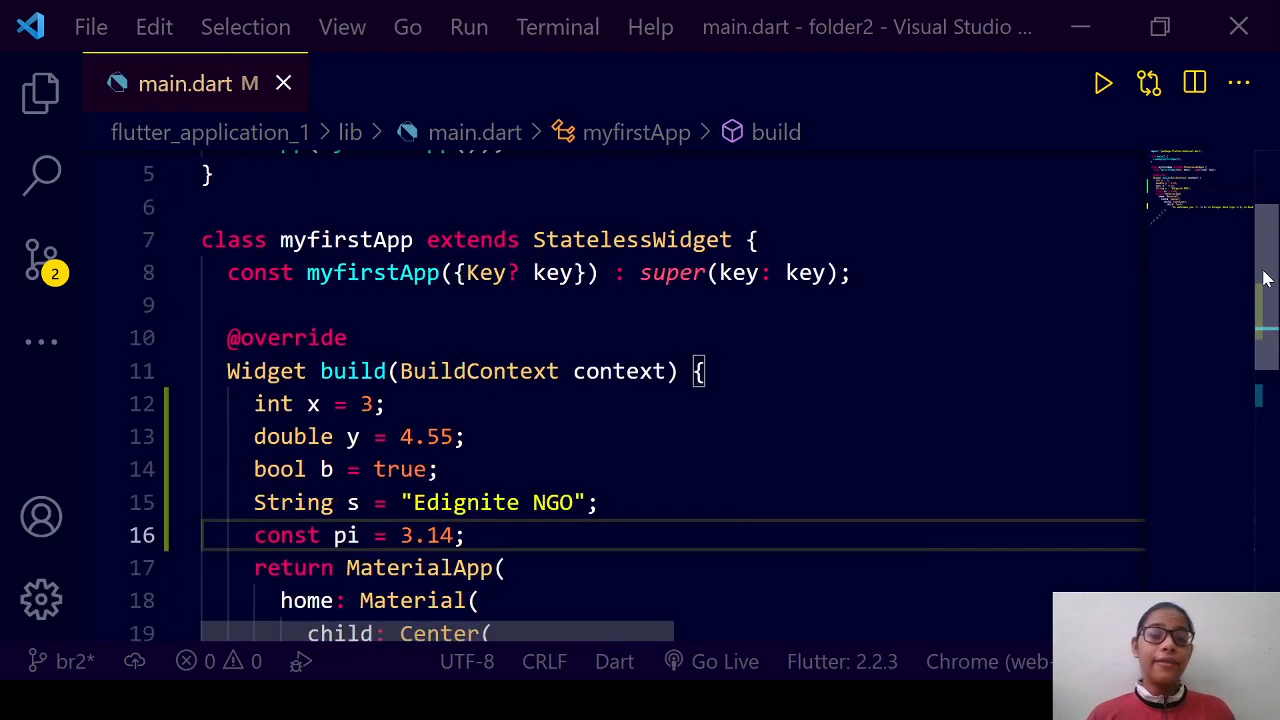 File Edit Selection View Go Run Terminal Help main.dart - folder2 - Visual Studio ...
main.dart M
flutter_application_1 > lib > main.dart > myfirstApp > build
5 }
6
7 class myfirstApp extends StatelessWidget {
8 const myfirstApp({Key? key}) : super(key: key);
9
10 @override
11 Widget build(BuildContext context) {
12 int x = 3;
13 double y = 4.55;
14 bool b = true;
15 String s = "Edignite NGO";
16 const pi = 3.14;
17 return MaterialApp(
18 home: Material(
19 child: Center(
2
br2* 0 0 UTF-8 CRLF Dart Go Live Flutter: 2.2.3 Chrome (web-